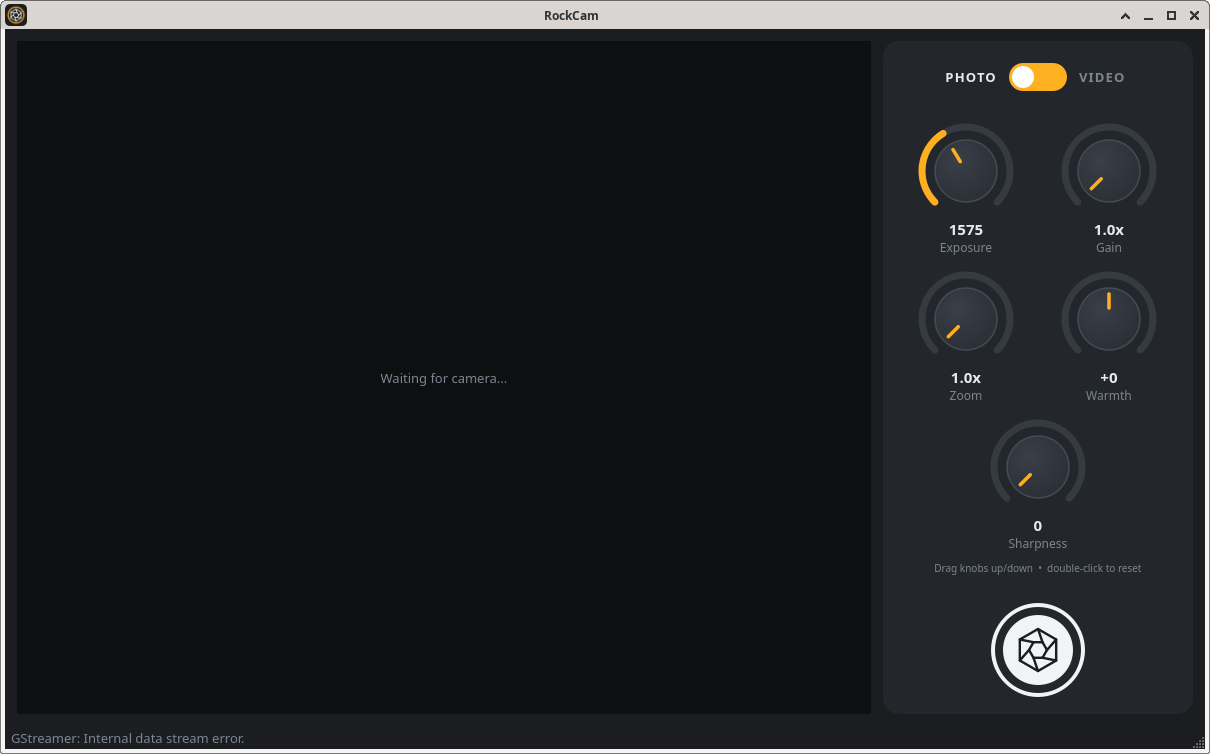 RockCam
PHOTO VIDEO
1575 1.0x
Exposure Gain
Waiting for camera...
1.0x +0
Zoom Warmth
0
Sharpness
Drag knobs up/down • double-click to reset
GStreamer: Internal data stream error.